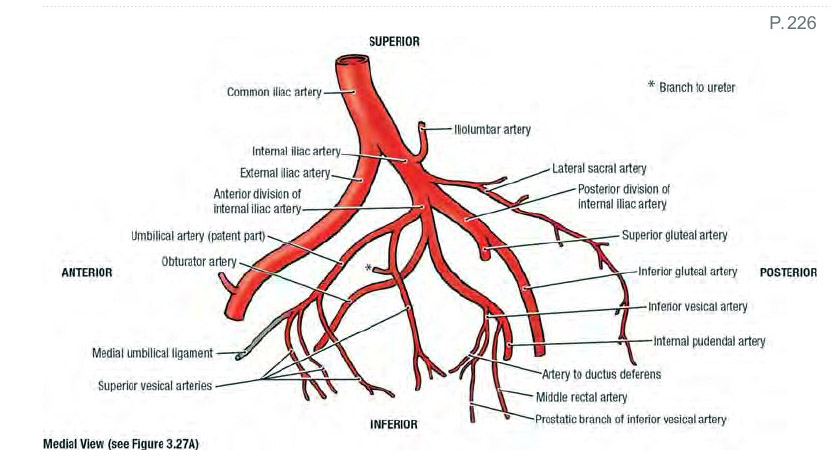 P. 226
SUPERIOR
Common iliac artery
* Branch to ureter
Iliolumbar artery
Internal iliac artery
External iliac artery
Lateral sacral artery
Anterior division of
internal iliac artery
Posterior division of
internal iliac artery
Umbilical artery (patent part)
Superior gluteal artery
Obturator artery
*
ANTERIOR
Inferior gluteal artery
POSTERIOR
Inferior vesical artery
Internal pudendal artery
Medial umbilical ligament
Artery to ductus deferens
Superior vesical arteries
Middle rectal artery
INFERIOR
Prostatic branch of inferior vesical artery
Medial View (see Figure 3.27A)